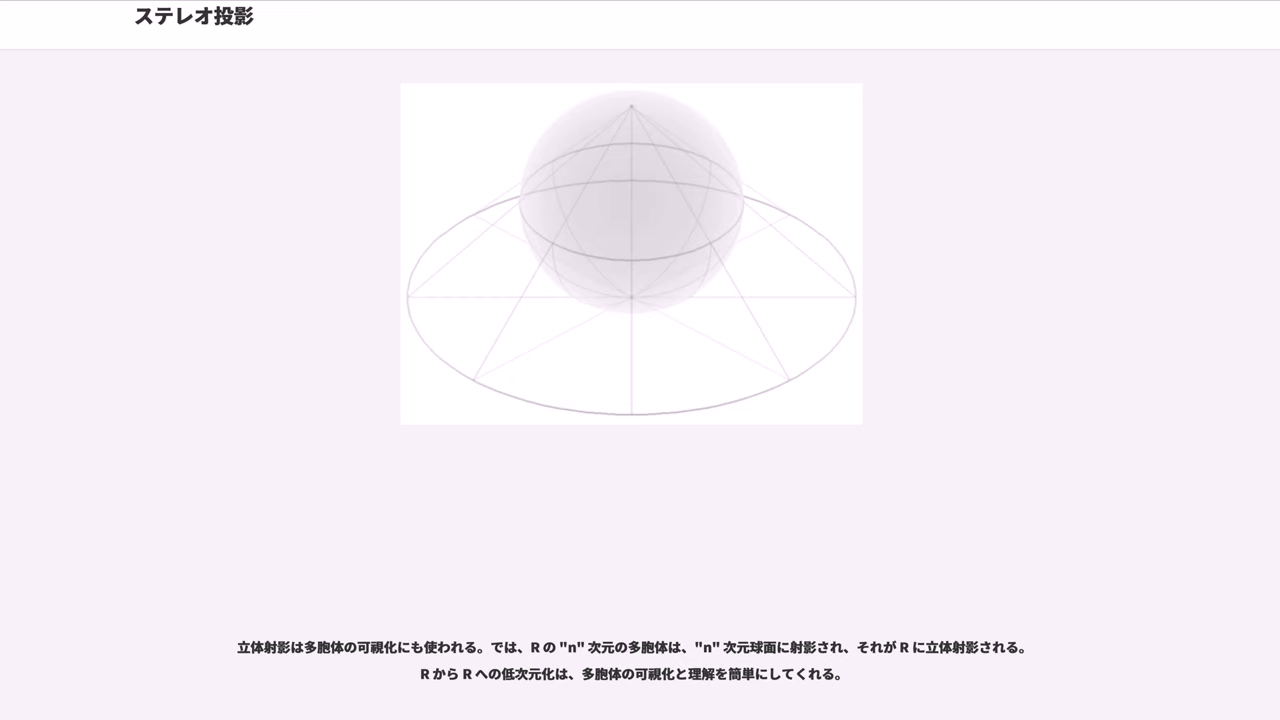 ステレオ投影
立体射影は多胞体の可視化にも使われる。では、R の "n" 次元の多胞体は、"n" 次元球面に射影され、それが R に立体射影される。
R から R への低次元化は、多胞体の可視化と理解を簡単にしてくれる。